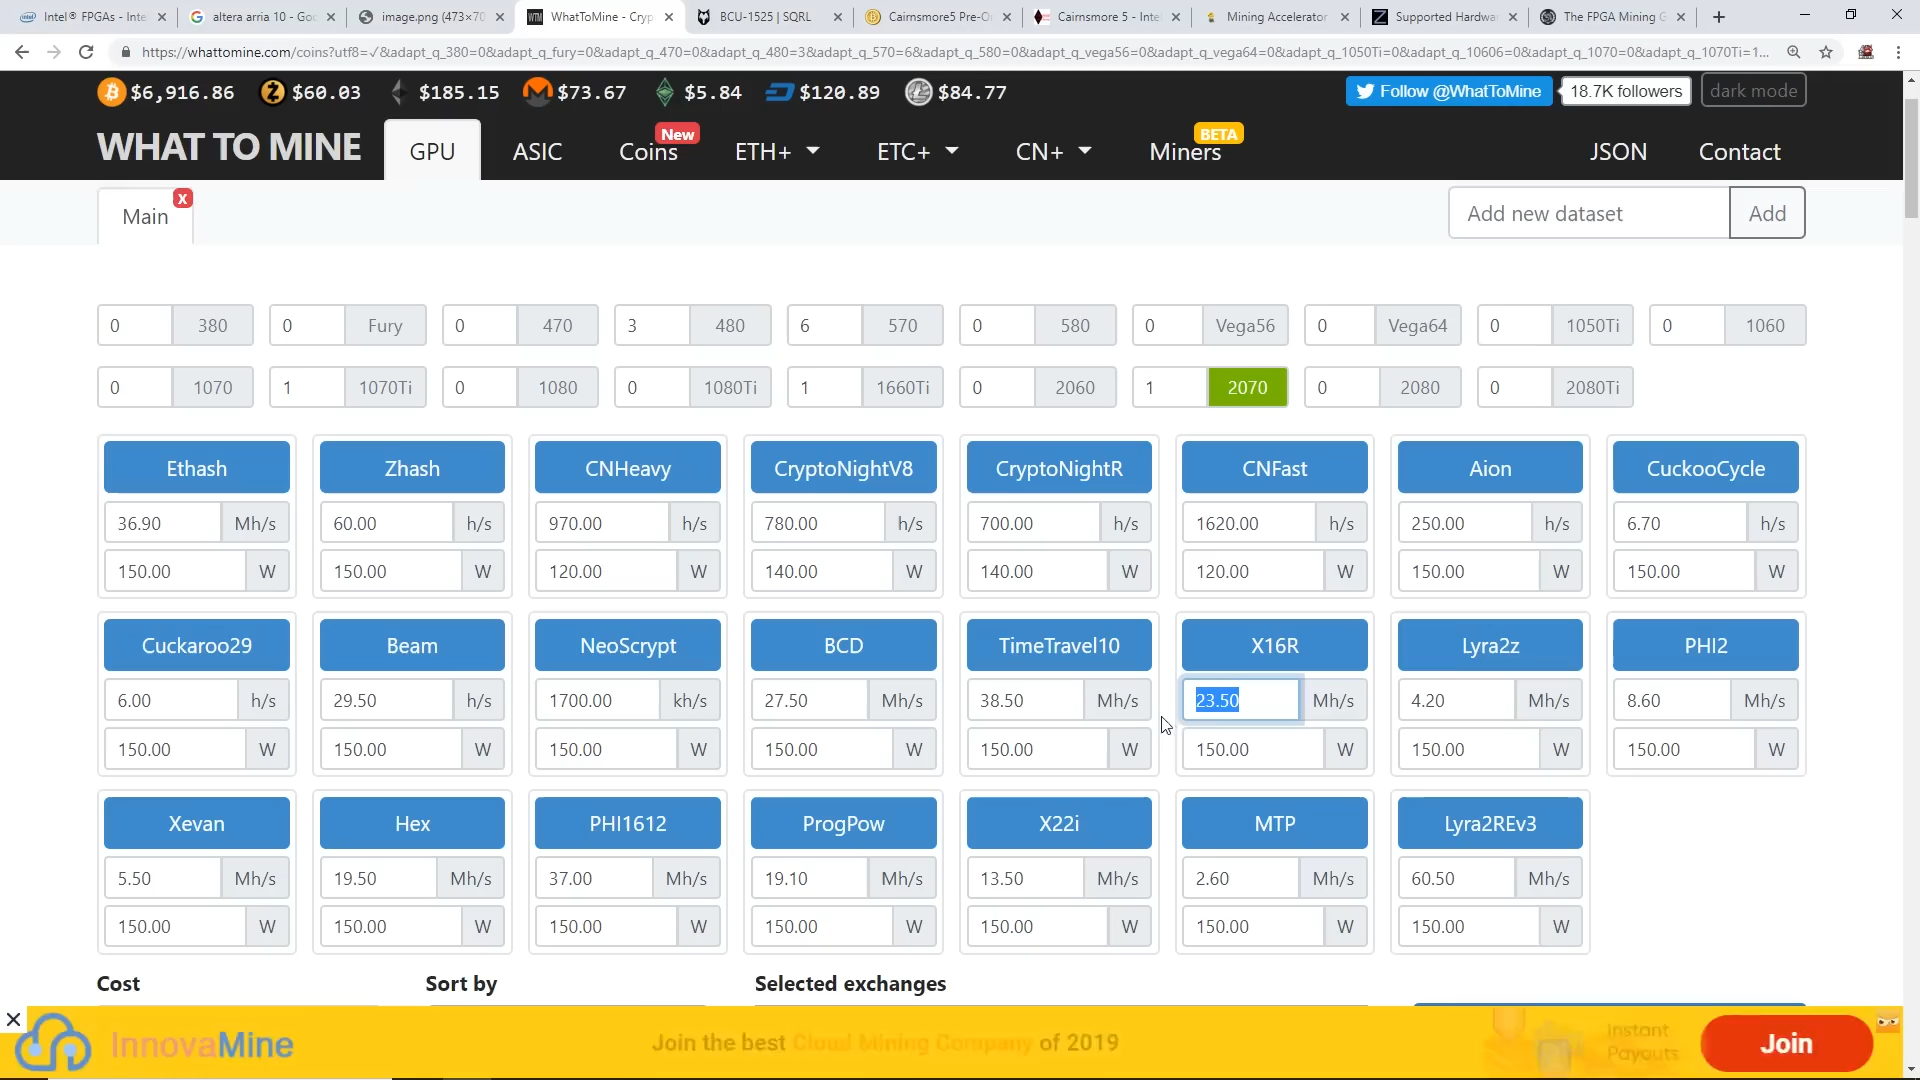 Intel® FPGAs - Inte
altera arria 10 - Goo
image.png (473×70
WhatToMine - Cryp
BCU-1525 | SQRL
Cairnsmore5 Pre-O
Cairnsmore 5 - Inte
Mining Accelerator
Supported Hardwar
The FPGA Mining G
https://whattomine.com/coins?utf8=✓&adapt_q_380=0&adapt_q_fury=0&adapt_q_470=0&adapt_q_480=3&adapt_q_570=6&adapt_q_580=0&adapt_q_vega56=0&adapt_q_vega64=0&adapt_q_1050Ti=0&adapt_q_10606=0&adapt_q_1070=0&adapt_q_1070Ti=1...
$6,916.86 $60.03 $185.15 $73.67 $5.84 $120.89 $84.77 Follow @WhatToMine 18.7K followers dark mode
New BETA
WHAT TO MINE GPU ASIC Coins ETH+ ETC+ CN+ Miners JSON Contact
X
Main Add new dataset Add
0 380 0 Fury 0 470 3 480 6 570 0 580 0 Vega56 0 Vega64 0 1050Ti 0 1060
0 1070 1 1070Ti 0 1080 0 1080Ti 1 1660Ti 0 2060 1 2070 0 2080 0 2080Ti
Ethash Zhash CNHeavy CryptoNightV8 CryptoNightR CNFast Aion CuckooCycle
36.90 Mh/s 60.00 h/s 970.00 h/s 780.00 h/s 700.00 h/s 1620.00 h/s 250.00 h/s 6.70 h/s
150.00 W 150.00 W 120.00 W 140.00 W 140.00 W 120.00 W 150.00 W 150.00 W
Cuckaroo29 Beam NeoScrypt BCD TimeTravel10 X16R Lyra2z PHI2
6.00 h/s 29.50 h/s 1700.00 kh/s 27.50 Mh/s 38.50 Mh/s 23.50 Mh/s 4.20 Mh/s 8.60 Mh/s
150.00 W 150.00 W 150.00 W 150.00 W 150.00 W 150.00 W 150.00 W 150.00 W
Xevan Hex PHI1612 ProgPow X22i MTP Lyra2REv3
5.50 Mh/s 19.50 Mh/s 37.00 Mh/s 19.10 Mh/s 13.50 Mh/s 2.60 Mh/s 60.50 Mh/s
150.00 W 150.00 W 150.00 W 150.00 W 150.00 W 150.00 W 150.00 W
Cost Sort by Selected exchanges
InnovaMine Join the best Cloud Mining Company of 2019 Instant Payouts Join